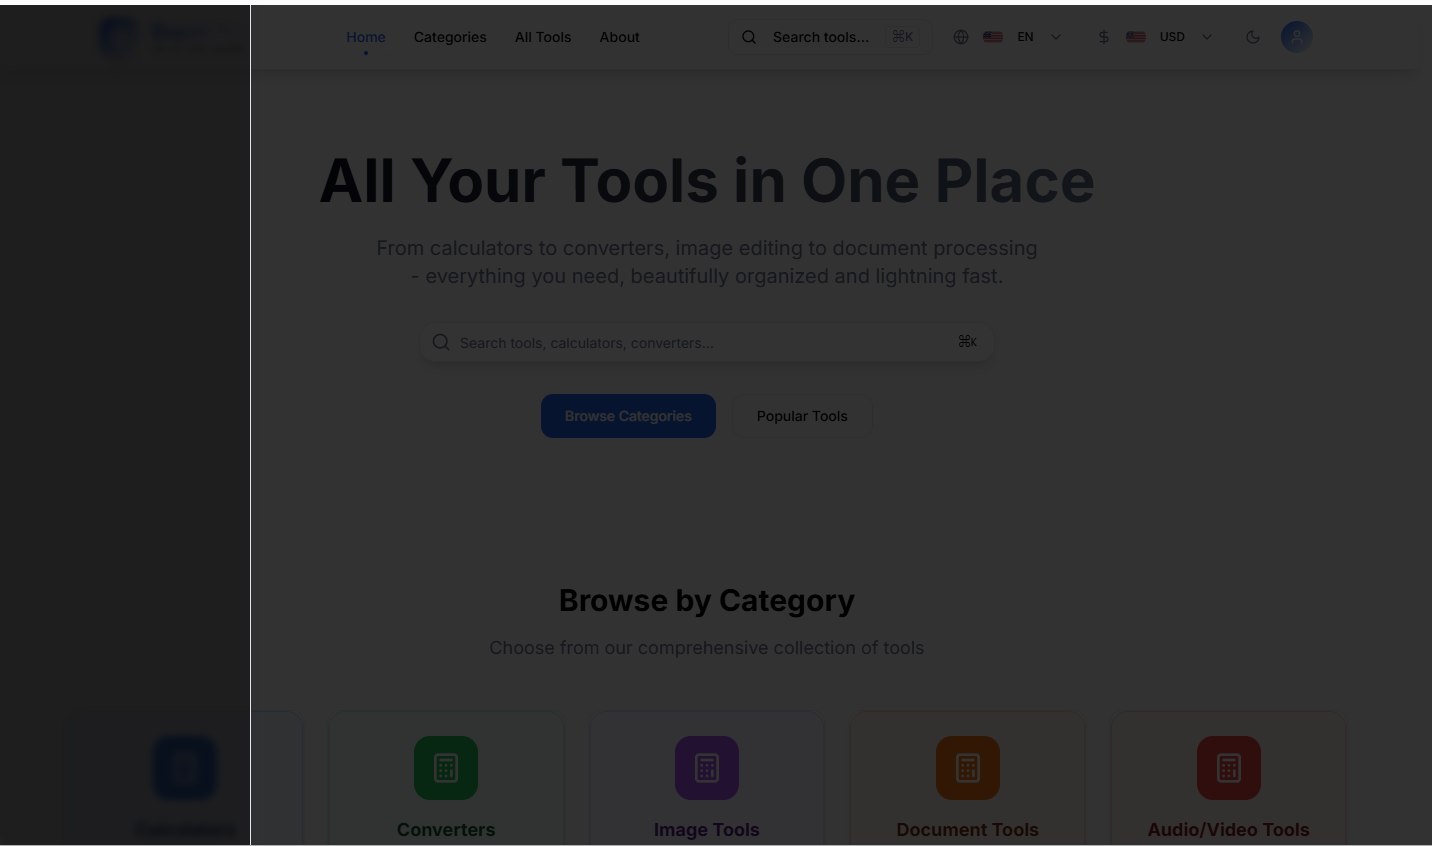 Home Categories All Tools About Search tools... ⌘K EN $ USD
All Your Tools in One Place
From calculators to converters, image editing to document processing
- everything you need, beautifully organized and lightning fast.
Search tools, calculators, converters... ⌘K
Browse Categories Popular Tools
Browse by Category
Choose from our comprehensive collection of tools
Converters Image Tools Document Tools Audio/Video Tools